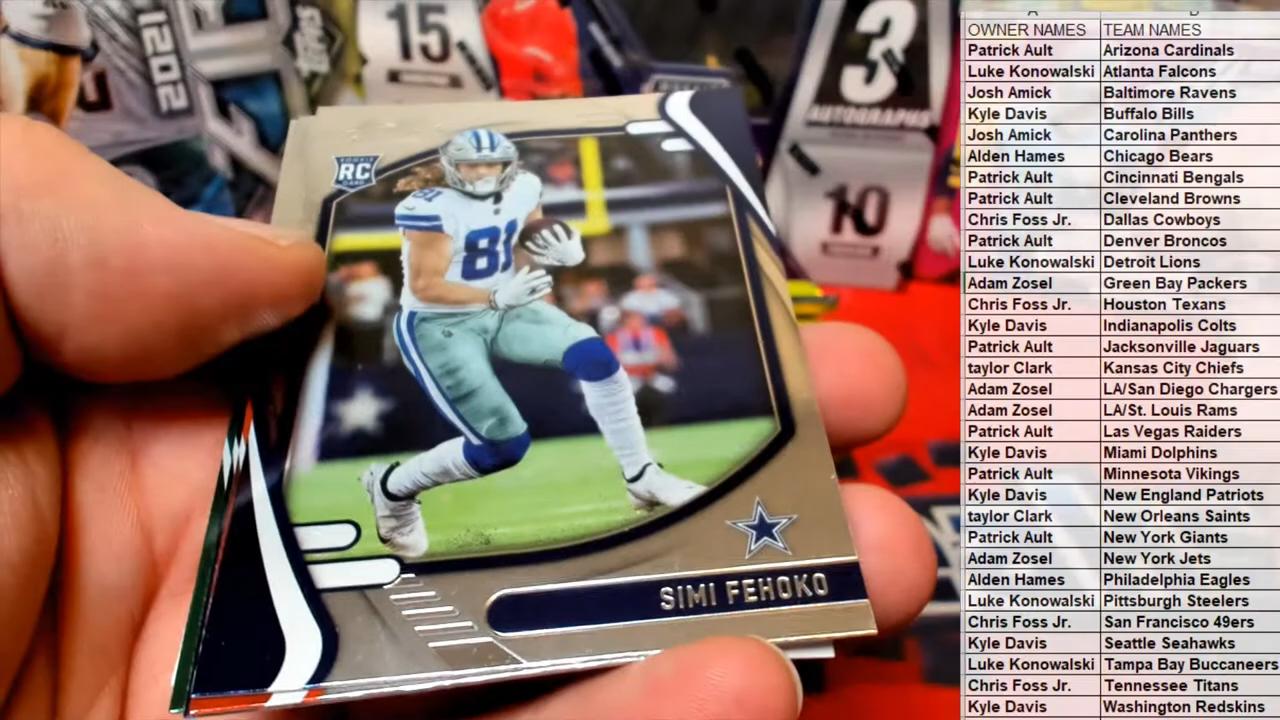 1202
TOPPS
15
3
AUTOGRAPHS
10
ROOKIE
RC
CARD
81
81
SIMI FEHOKO
A B
OWNER NAMES TEAM NAMES
Patrick Ault Arizona Cardinals
Luke Konowalski Atlanta Falcons
Josh Amick Baltimore Ravens
Kyle Davis Buffalo Bills
Josh Amick Carolina Panthers
Alden Hames Chicago Bears
Patrick Ault Cincinnati Bengals
Patrick Ault Cleveland Browns
Chris Foss Jr. Dallas Cowboys
Patrick Ault Denver Broncos
Luke Konowalski Detroit Lions
Adam Zosel Green Bay Packers
Chris Foss Jr. Houston Texans
Kyle Davis Indianapolis Colts
Patrick Ault Jacksonville Jaguars
taylor Clark Kansas City Chiefs
Adam Zosel LA/San Diego Chargers
Adam Zosel LA/St. Louis Rams
Patrick Ault Las Vegas Raiders
Kyle Davis Miami Dolphins
Patrick Ault Minnesota Vikings
Kyle Davis New England Patriots
taylor Clark New Orleans Saints
Patrick Ault New York Giants
Adam Zosel New York Jets
Alden Hames Philadelphia Eagles
Luke Konowalski Pittsburgh Steelers
Chris Foss Jr. San Francisco 49ers
Kyle Davis Seattle Seahawks
Luke Konowalski Tampa Bay Buccaneers
Chris Foss Jr. Tennessee Titans
Kyle Davis Washington Redskins